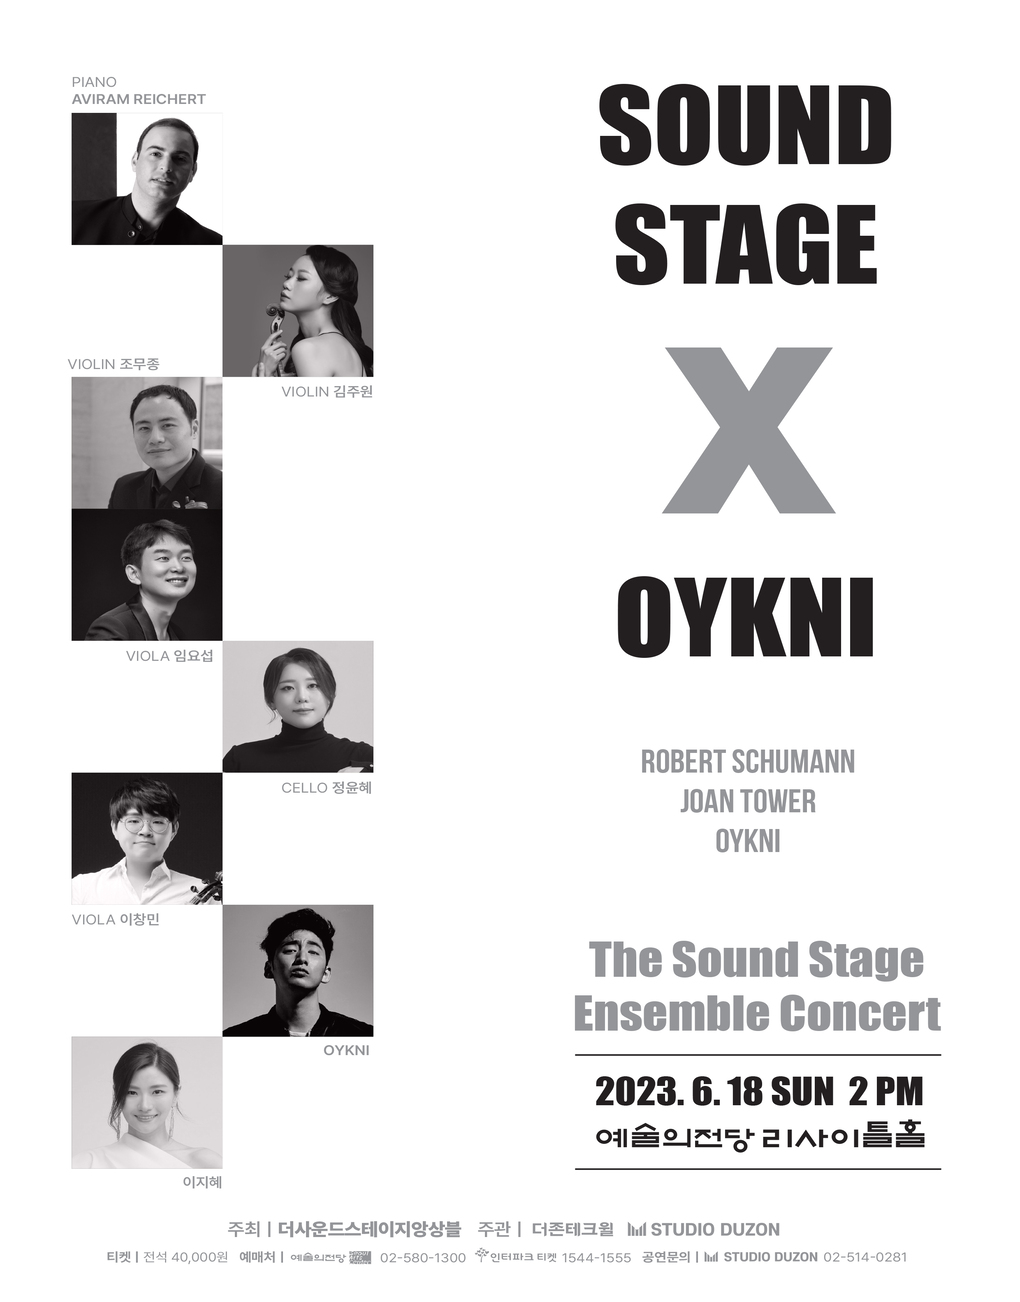 PIANO
AVIRAM REICHERT
VIOLIN 조무종
VIOLIN 김주원
VIOLA 임요섭
CELLO 정윤혜
VIOLA 이창민
OYKNI
이지혜
SOUND
STAGE
X
OYKNI
ROBERT SCHUMANN
JOAN TOWER
OYKNI
The Sound Stage
Ensemble Concert
2023. 6. 18 SUN 2 PM
예술의전당 리사이틀홀
주최 | 더사운드스테이지앙상블 주관 | 더존테크윌 STUDIO DUZON
티켓 | 전석 40,000원 예매처 | 예술의전당 02-580-1300 인터파크 티켓 1544-1555 공연문의 | STUDIO DUZON 02-514-0281